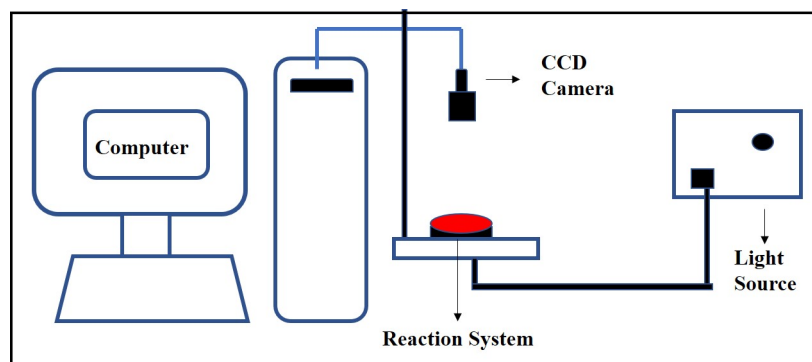 CCD
Camera
Computer
Light
Source
Reaction System